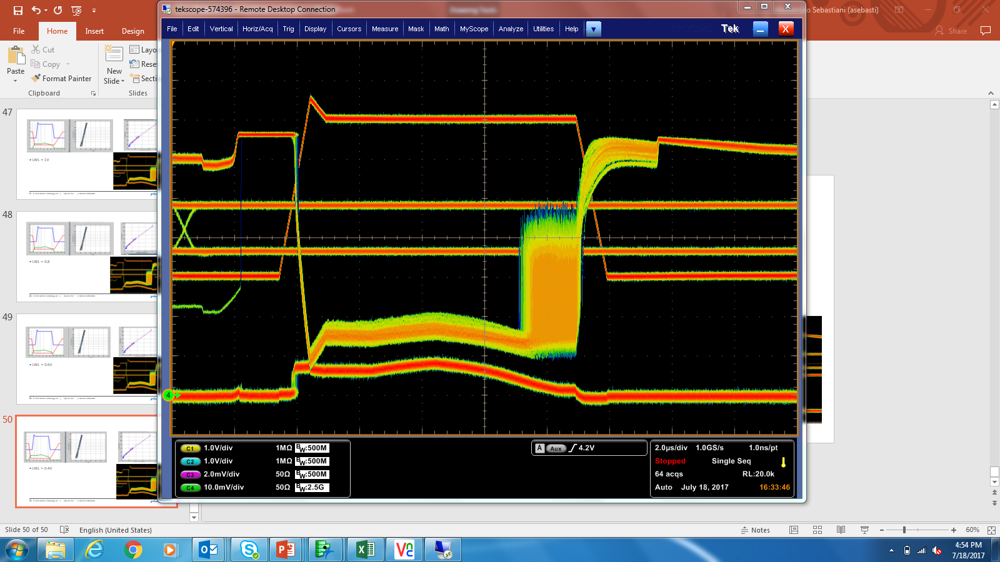 tekscope-574396 - Remote Desktop Connection
o Sebastiani (asebasti)
File
Home
Insert
Design
Share
Cut
Copy
Paste
Format Painter
Clipboard
New
Slide
Layo
Reset
Secti
Slides
File Edit Vertical Horiz/Acq Trig Display Cursors Measure Mask Math MyScope Analyze Utilities Help
Tek
X
47
LWL = 1V
48
LWL = 0.8
49
LWL = 0.6V
50
LWL = 0.4V
4
C1 1.0V/div 1MΩ BW:500M
C2 1.0V/div 1MΩ BW:500M
C3 2.0mV/div 50Ω BW:500M
C4 10.0mV/div 50Ω BW:2.5G
A Aux 4.2V
2.0µs/div 1.0GS/s 1.0ns/pt
Stopped Single Seq
64 acqs RL:20.0k
Auto July 18, 2017 16:33:46
Slide 50 of 50
English (United States)
Notes
60%
4:54 PM
7/18/2017